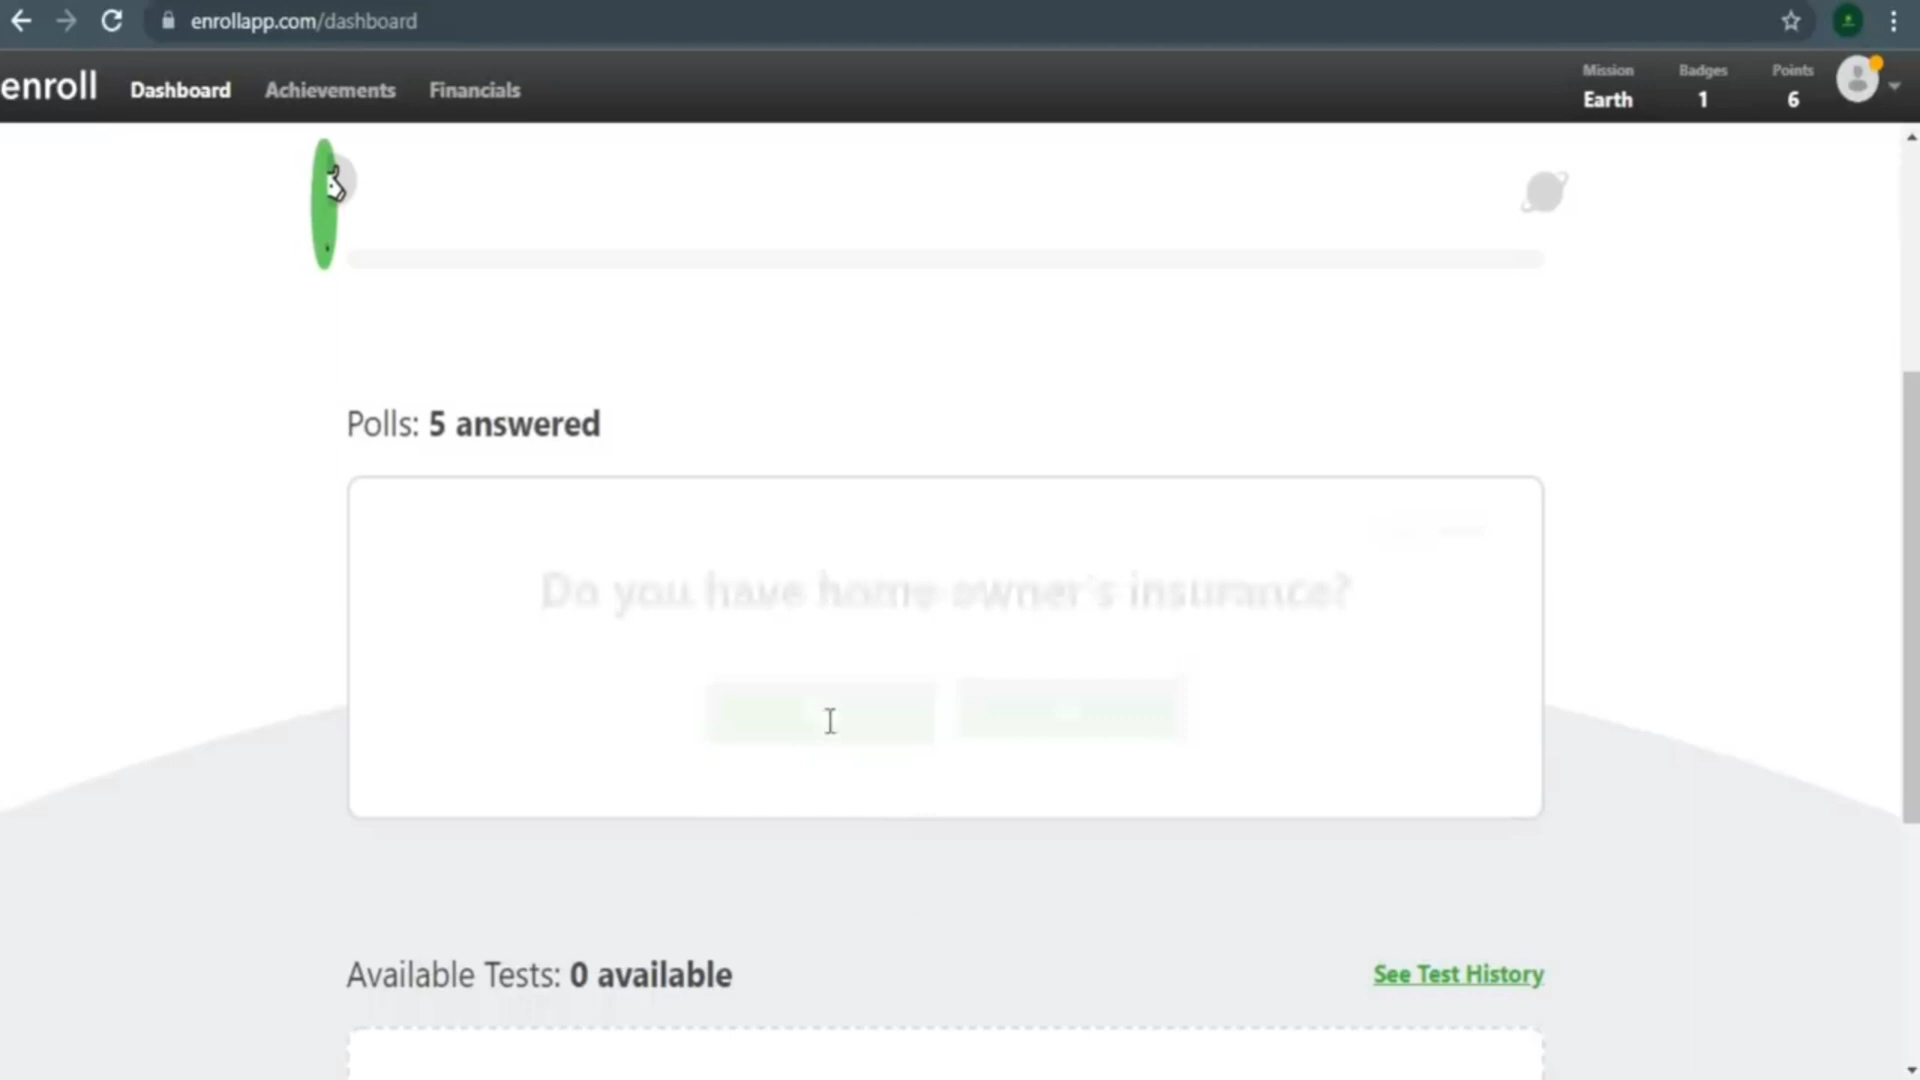 enrollapp.com/dashboard
enroll
Dashboard
Achievements
Financials
Mission
Earth
Badges
1
Points
6
Polls: 5 answered
Do you have home owner's insurance?
Available Tests: 0 available
See Test History